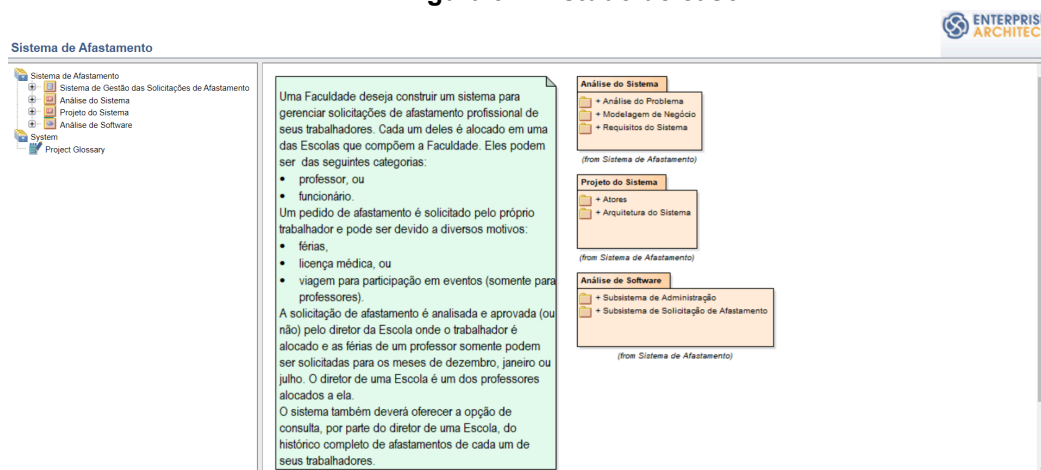 ENTERPRIS
ARCHITEC
Sistema de Afastamento
Sistema de Afastamento
Sistema de Gestão das Solicitações de Afastamento
Análise do Sistema
Projeto do Sistema
Análise de Software
System
Project Glossary
Uma Faculdade deseja construir um sistema para
gerenciar solicitações de afastamento profissional de
seus trabalhadores. Cada um deles é alocado em uma
das Escolas que compõem a Faculdade. Eles podem
ser das seguintes categorias:
• professor, ou
• funcionário.
Um pedido de afastamento é solicitado pelo próprio
trabalhador e pode ser devido a diversos motivos:
• férias,
• licença médica, ou
• viagem para participação em eventos (somente para
professores).
A solicitação de afastamento é analisada e aprovada (ou
não) pelo diretor da Escola onde o trabalhador é
alocado e as férias de um professor somente podem
ser solicitadas para os meses de dezembro, janeiro ou
julho. O diretor de uma Escola é um dos professores
alocados a ela.
O sistema também deverá oferecer a opção de
consulta, por parte do diretor de uma Escola, do
histórico completo de afastamentos de cada um de
seus trabalhadores.
Análise do Sistema
+ Análise do Problema
+ Modelagem de Negócio
+ Requisitos do Sistema
(from Sistema de Afastamento)
Projeto do Sistema
+ Atores
+ Arquitetura do Sistema
(from Sistema de Afastamento)
Análise de Software
+ Subsistema de Administração
+ Subsistema de Solicitação de Afastamento
(from Sistema de Afastamento)